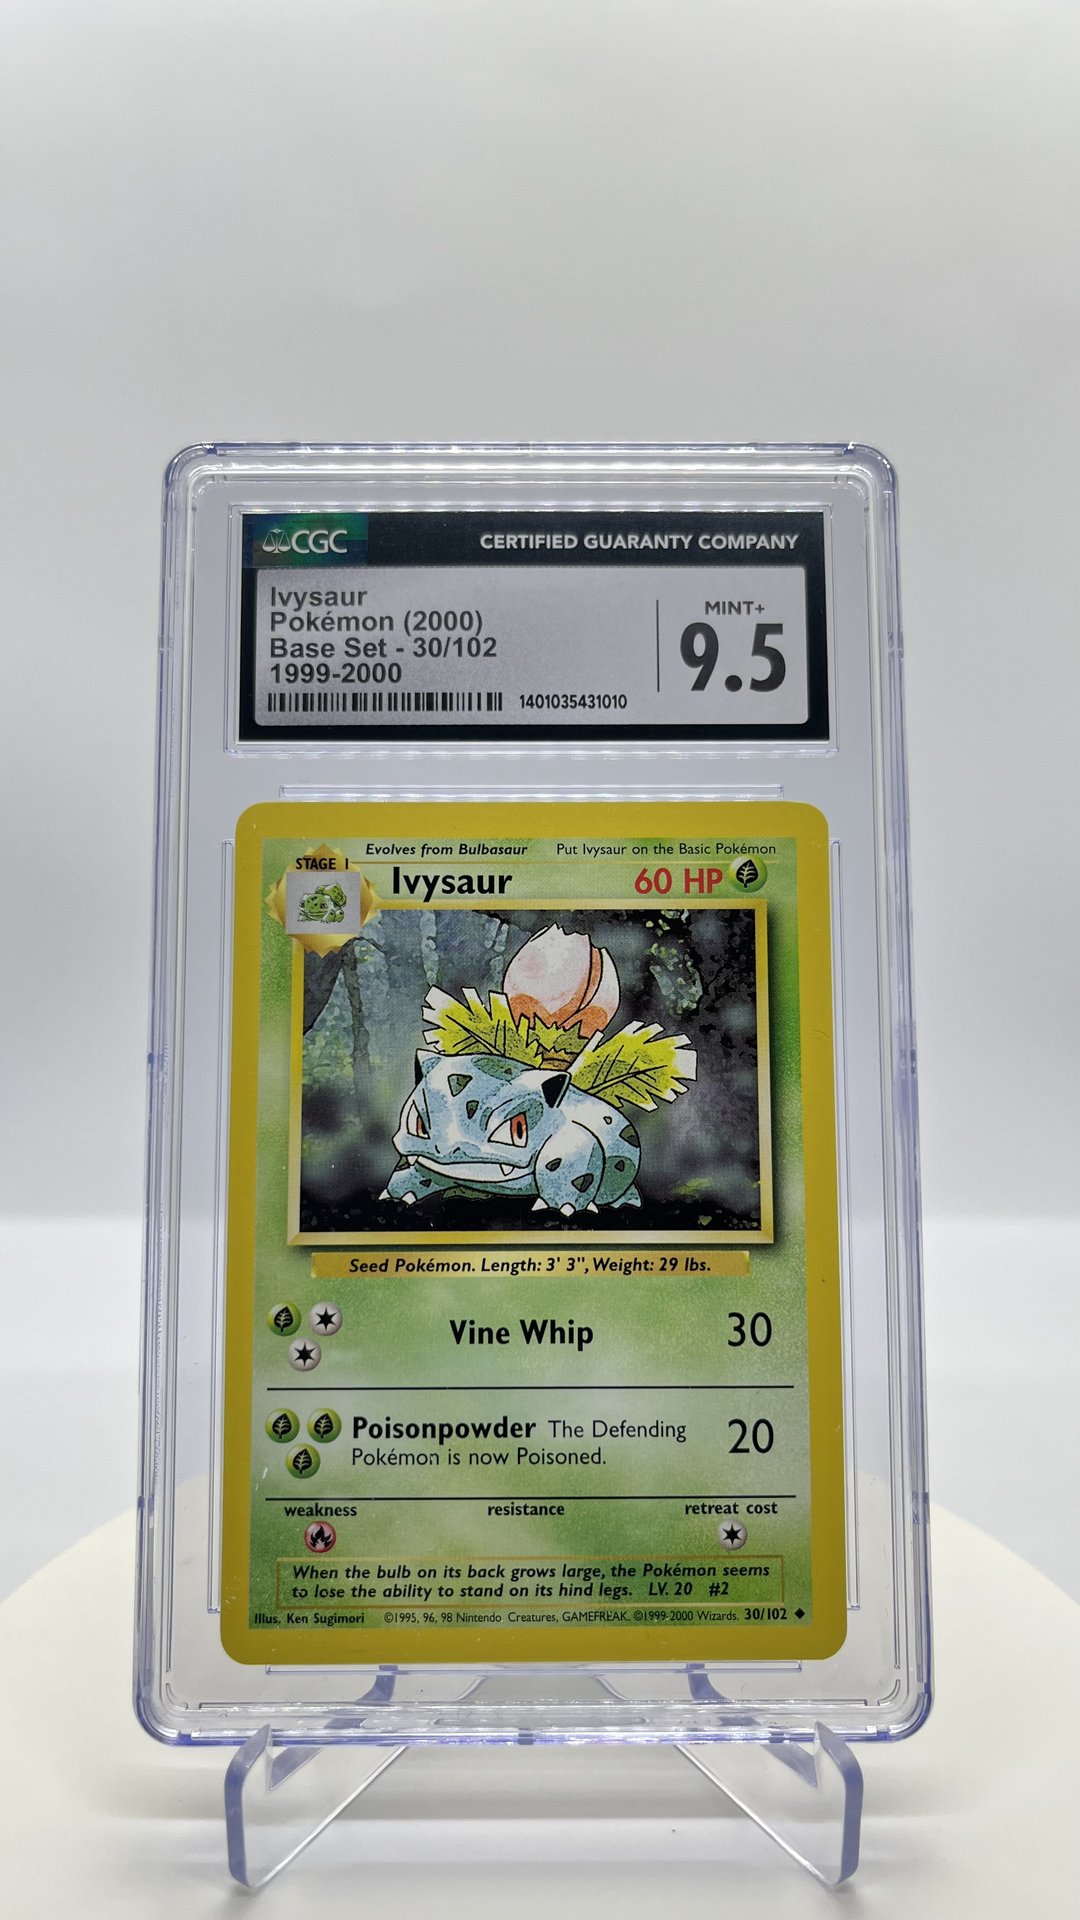 CGC
CERTIFIED GUARANTY COMPANY
Ivysaur
Pokémon (2000)
Base Set - 30/102
1999-2000
1401035431010
MINT+
9.5
Evolves from Bulbasaur Put Ivysaur on the Basic Pokémon
STAGE 1
Ivysaur 60 HP
Seed Pokémon. Length: 3' 3", Weight: 29 lbs.
Vine Whip 30
Poisonpowder The Defending
Pokémon is now Poisoned.
20
weakness resistance retreat cost
When the bulb on its back grows large, the Pokémon seems
to lose the ability to stand on its hind legs. LV. 20 #2
Illus. Ken Sugimori ©1995, 96, 98 Nintendo Creatures, GAMEFREAK. ©1999-2000 Wizards. 30/102